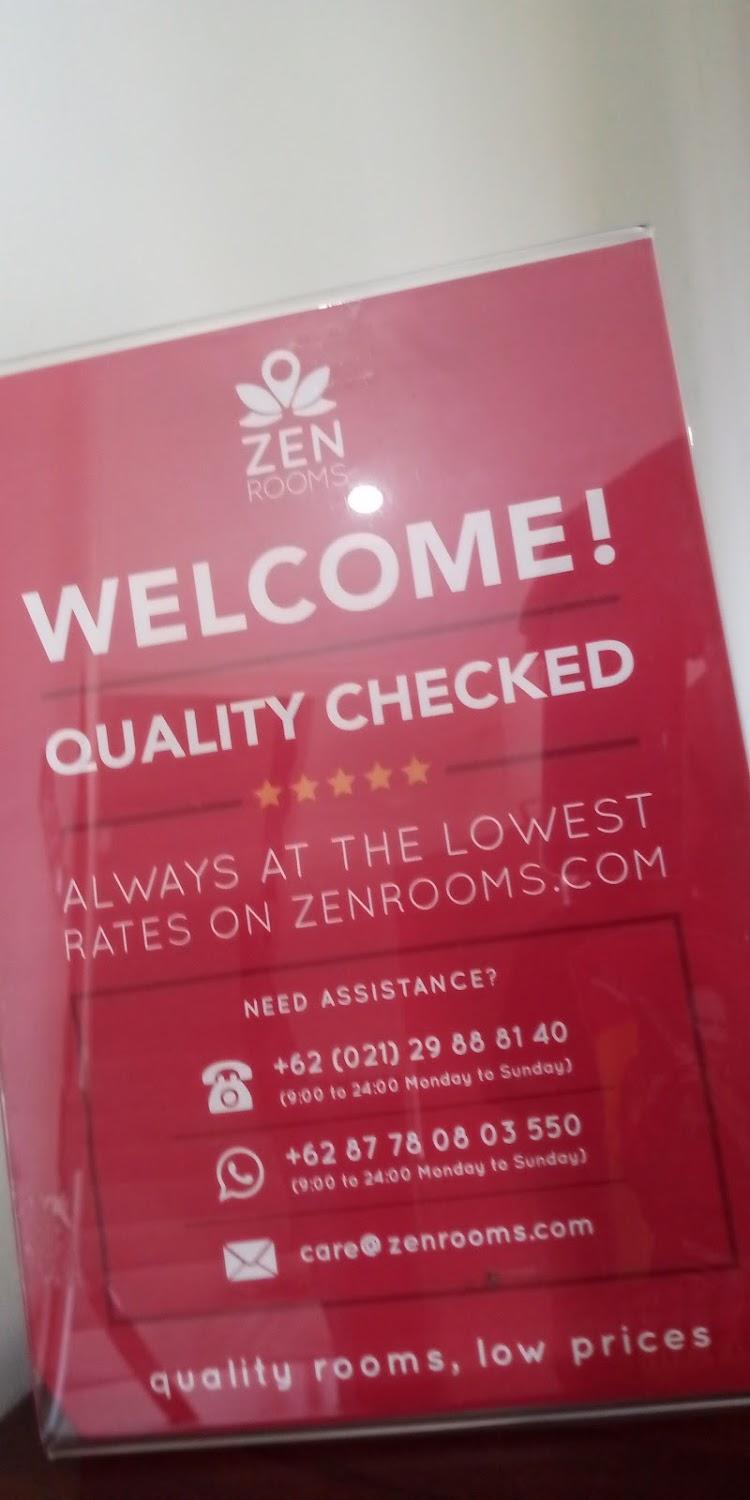 ZEN
ROOMS
WELCOME!
QUALITY CHECKED
ALWAYS AT THE LOWEST
RATES ON ZENROOMS.COM
NEED ASSISTANCE?
+62 (021) 29 88 81 40
(9:00 to 24:00 Monday to Sunday)
+62 87 78 08 03 550
(9:00 to 24:00 Monday to Sunday)
care@zenrooms.com
quality rooms, low prices